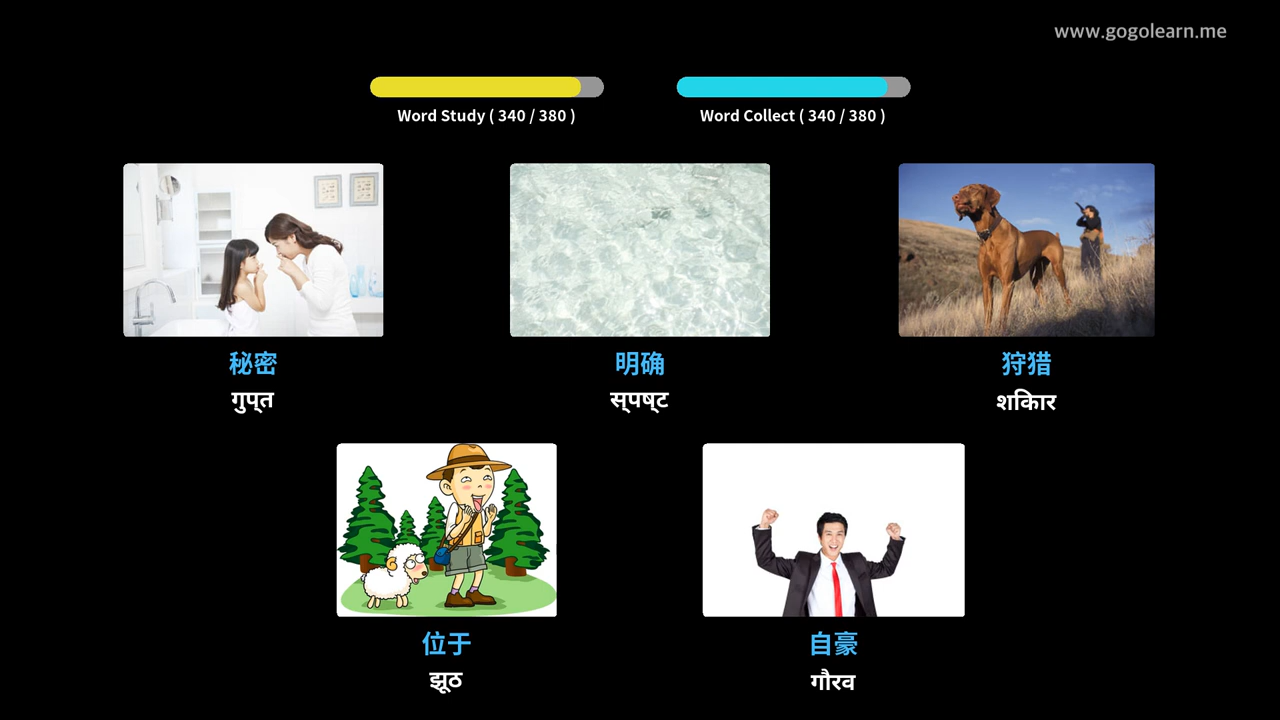 www.gogolearn.me
Word Study ( 340 / 380 )
Word Collect ( 340 / 380 )
秘密
गुप्त
明确
स्पष्ट
狩猎
शिकार
位于
झूठ
自豪
गौरव